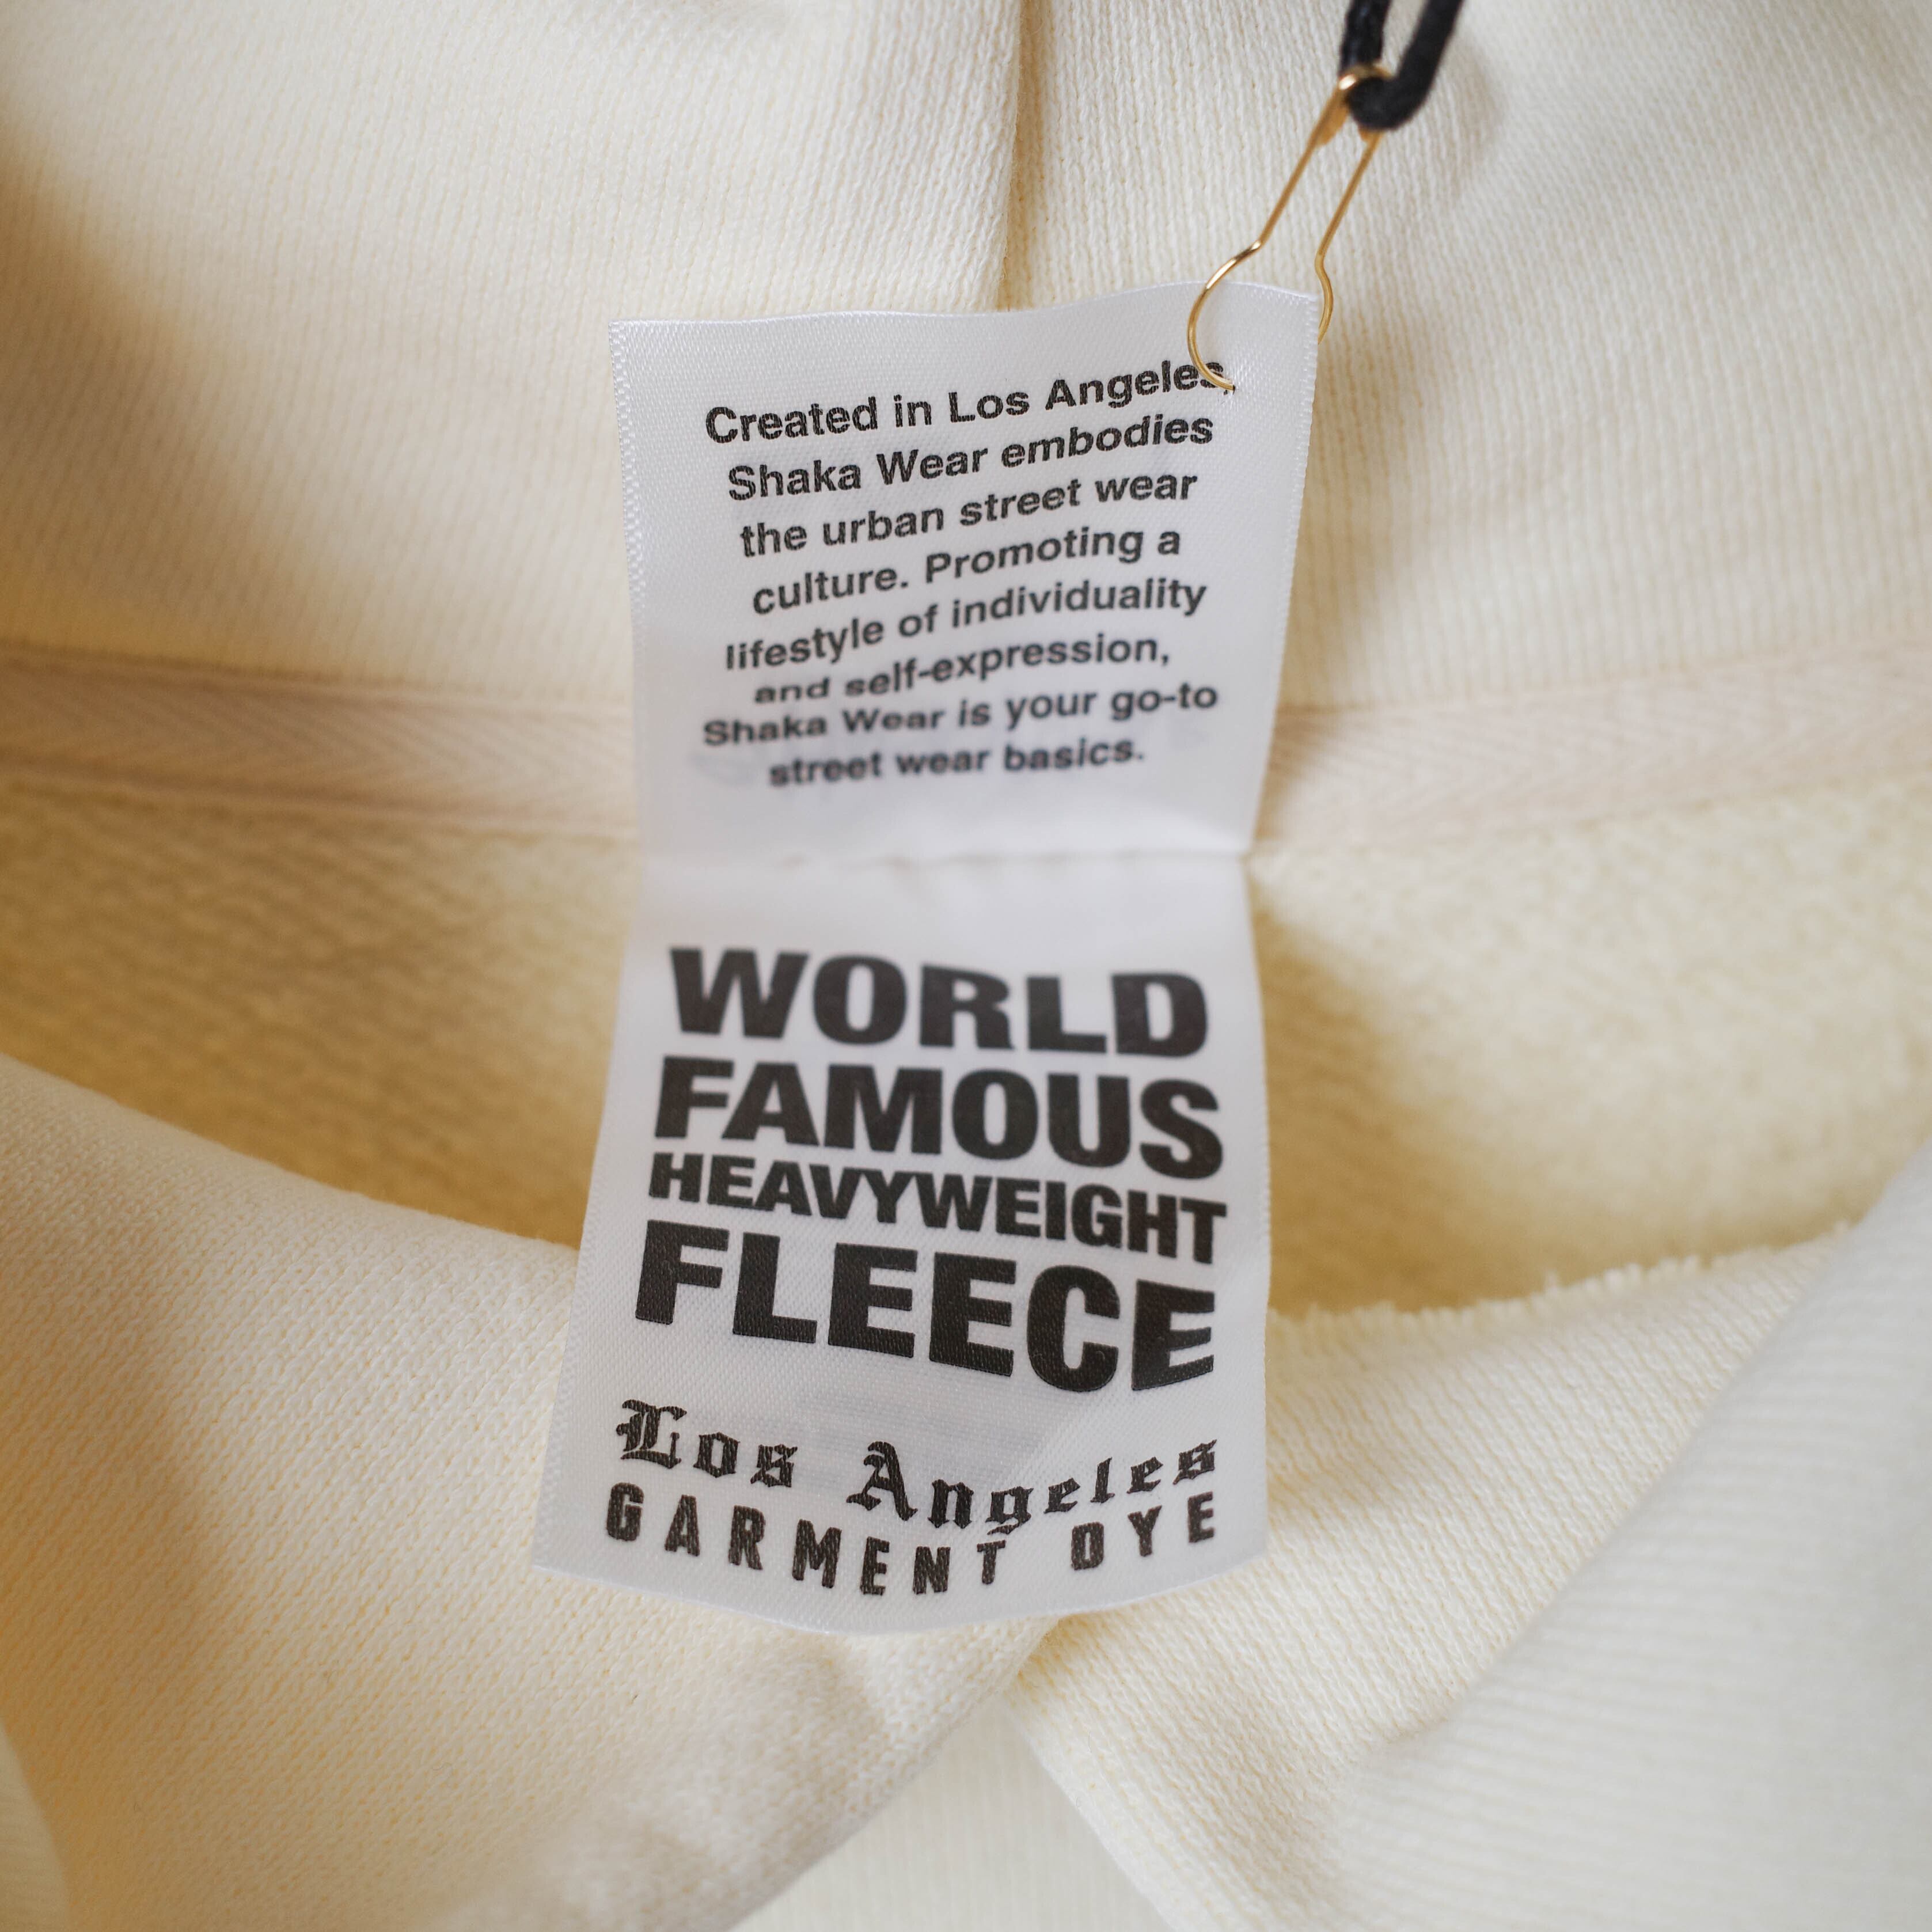 Created in Los Angeles,
Shaka Wear embodies
the urban street wear
culture. Promoting a
lifestyle of individuality
and self-expression,
Shaka Wear is your go-to
street wear basics.
WORLD
FAMOUS
HEAVYWEIGHT
FLEECE
Los Angeles
GARMENT DYE